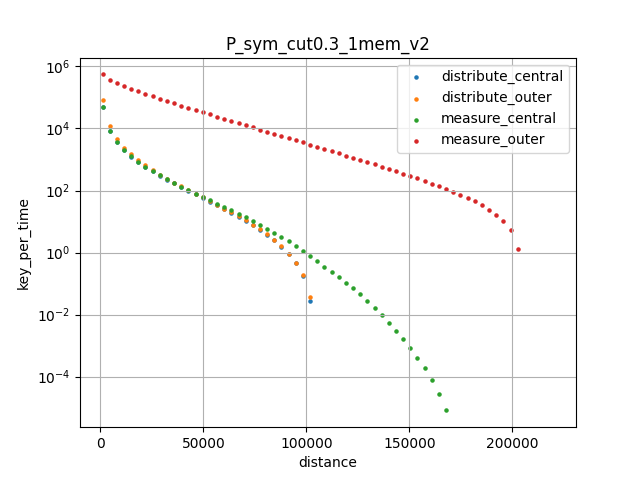 P_sym_cut0.3_1mem_v2
distribute_central
distribute_outer
measure_central
measure_outer
key_per_time
10^6
10^4
10^2
10^0
10^−2
10^−4
0
50000
100000
150000
200000
distance